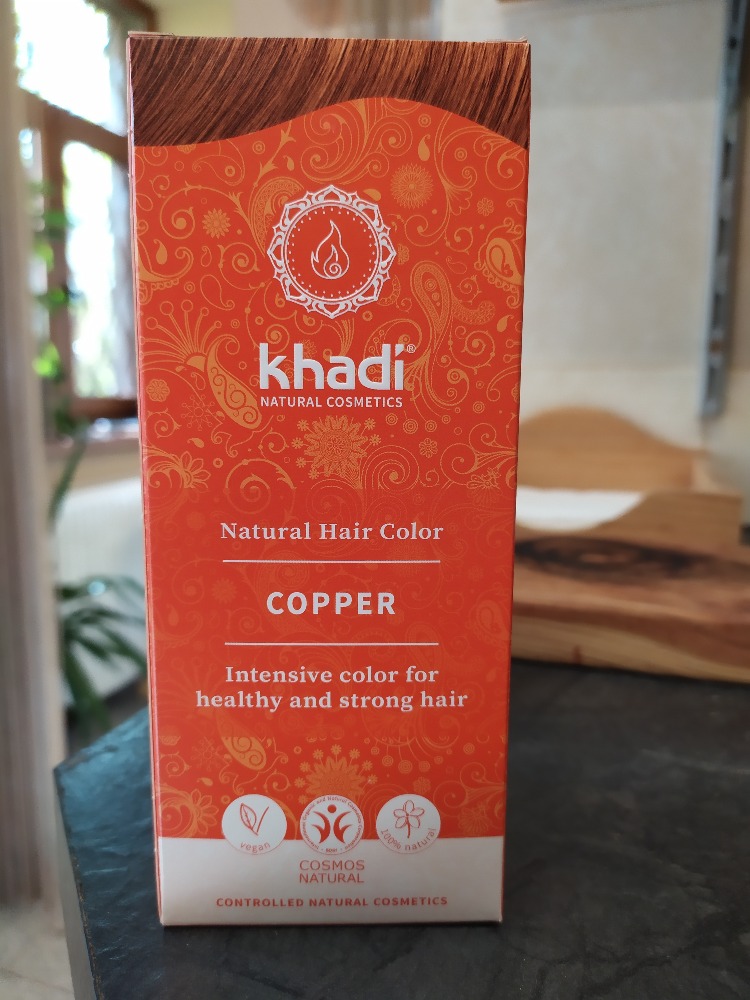 khadi®
NATURAL COSMETICS
Natural Hair Color
COPPER
Intensive color for
healthy and strong hair
vegan
100% natural
COSMOS
NATURAL
CONTROLLED NATURAL COSMETICS